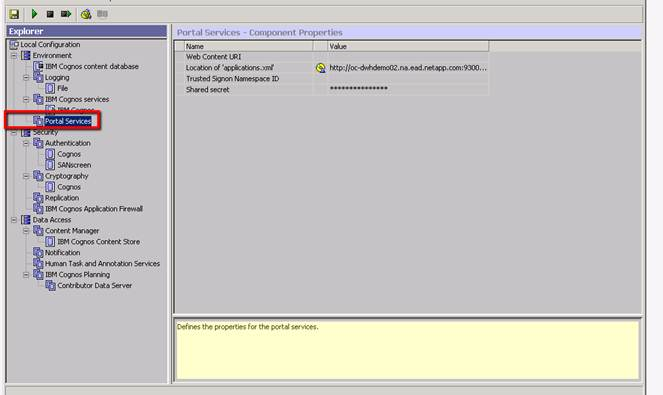 Explorer
Local Configuration
Environment
IBM Cognos content database
Logging
File
IBM Cognos services
IBM Cognos
Portal Services
Security
Authentication
Cognos
SANscreen
Cryptography
Cognos
Replication
IBM Cognos Application Firewall
Data Access
Content Manager
IBM Cognos Content Store
Notification
Human Task and Annotation Services
IBM Cognos Planning
Contributor Data Server
Portal Services - Component Properties
Name Value
Web Content URI
Location of 'applications.xml' http://oc-dwhdemo02.na.ead.netapp.com:9300...
Trusted Signon Namespace ID
Shared secret ***************
Defines the properties for the portal services.